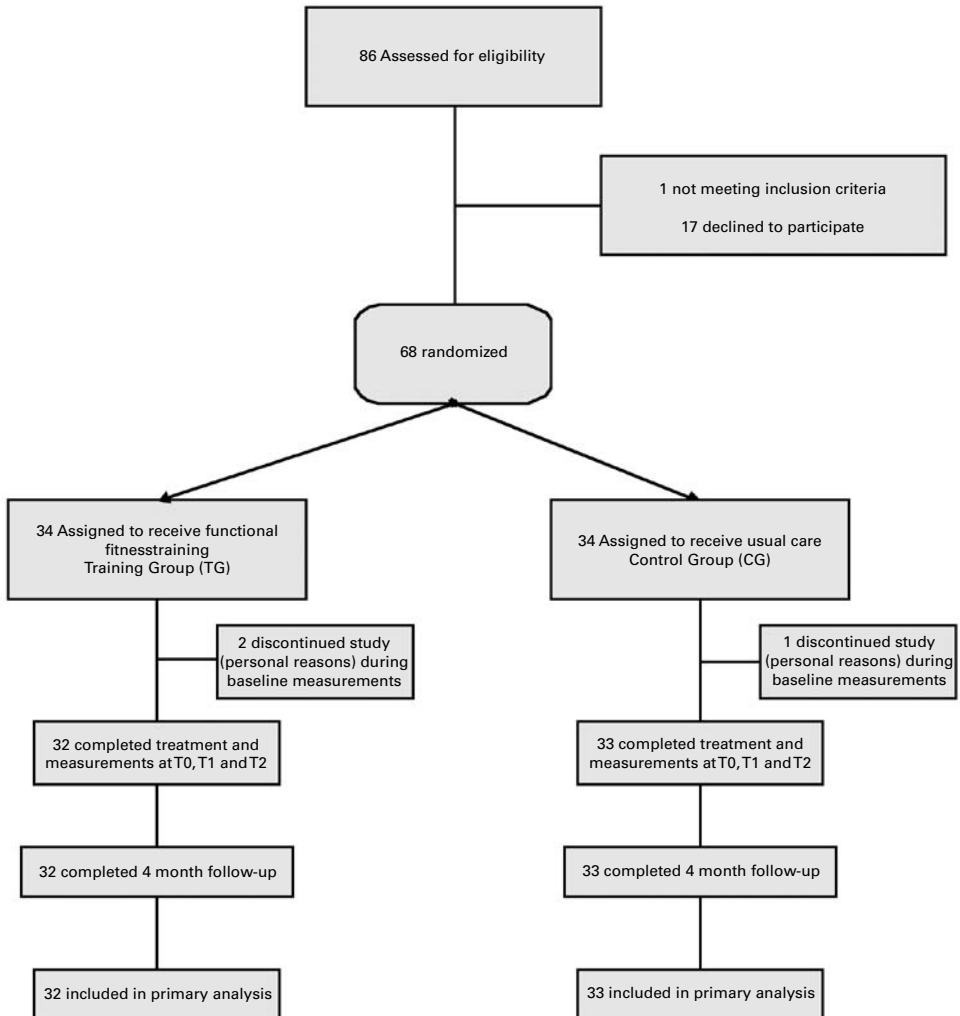 86 Assessed for eligibility
1 not meeting inclusion criteria
17 declined to participate
68 randomized
34 Assigned to receive functional
fitnesstraining
Training Group (TG)
34 Assigned to receive usual care
Control Group (CG)
2 discontinued study
(personal reasons) during
baseline measurements
1 discontinued study
(personal reasons) during
baseline measurements
32 completed treatment and
measurements at T0, T1 and T2
33 completed treatment and
measurements at T0, T1 and T2
32 completed 4 month follow-up
33 completed 4 month follow-up
32 included in primary analysis
33 included in primary analysis